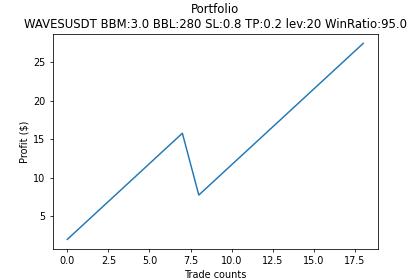 Portfolio
WAVESUSDT BBM:3.0 BBL:280 SL:0.8 TP:0.2 lev:20 WinRatio:95.0
25
20
15
10
5
Profit ($)
0.0 2.5 5.0 7.5 10.0 12.5 15.0 17.5
Trade counts